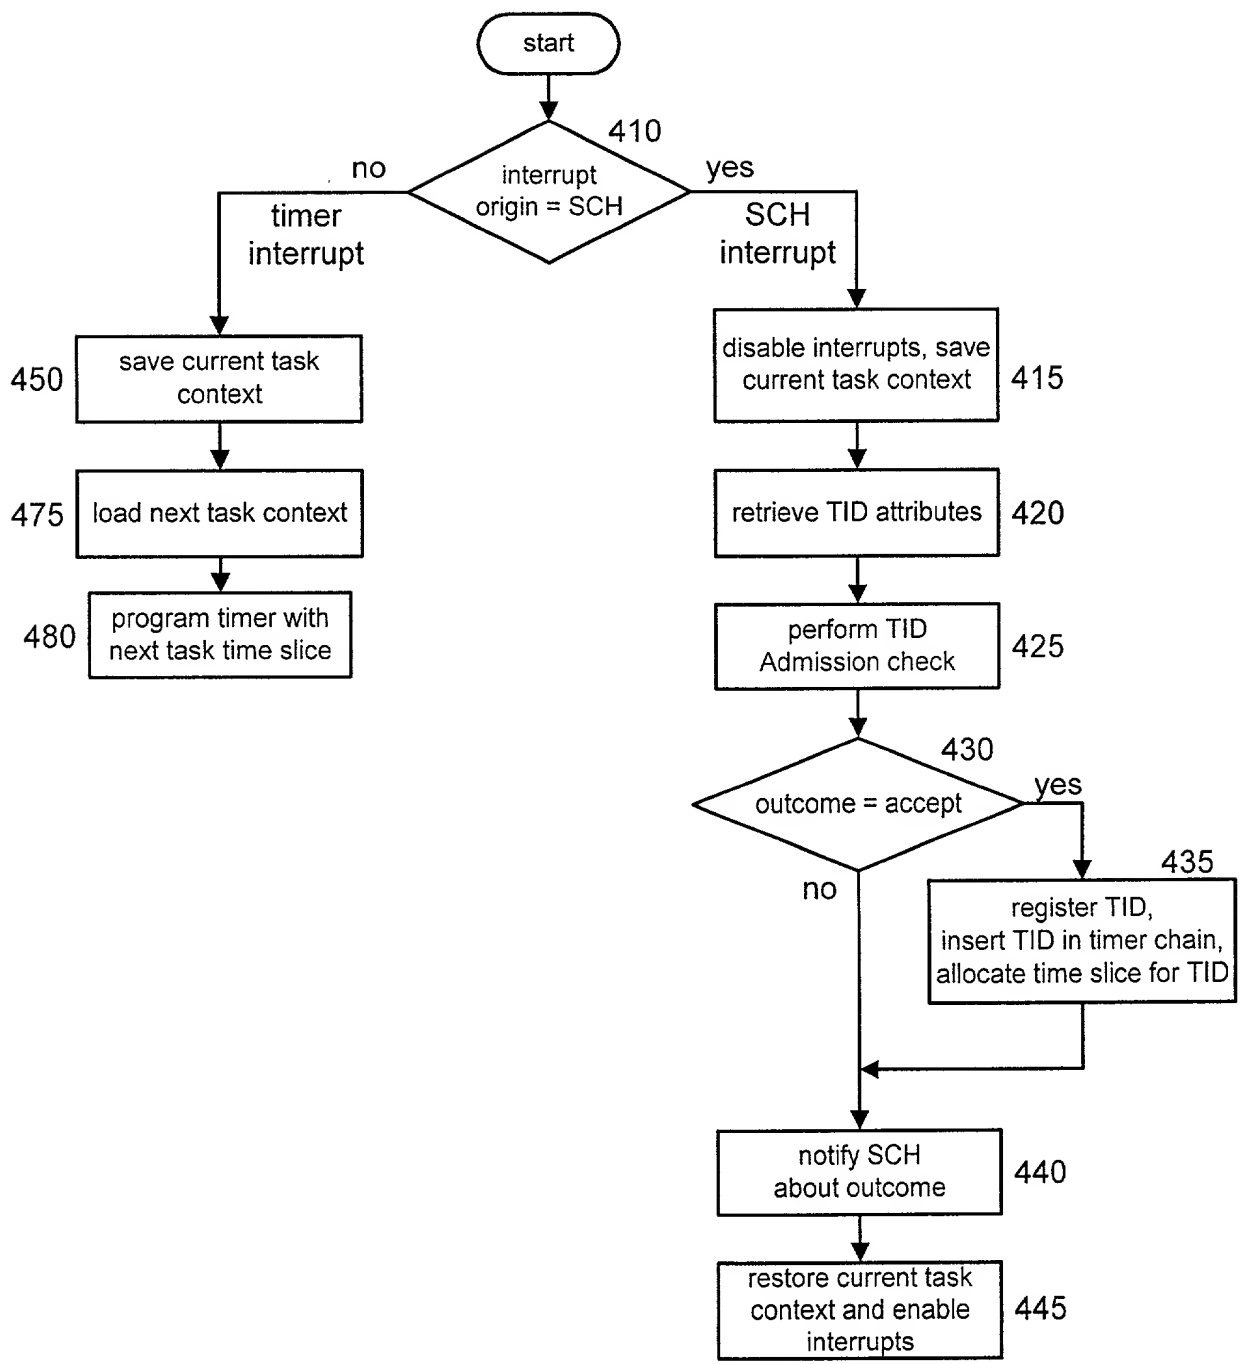 start
410
interrupt
origin = SCH
no
yes
timer
interrupt
SCH
interrupt
450
save current task
context
disable interrupts, save
current task context
415
475
load next task context
retrieve TID attributes
420
480
program timer with
next task time slice
perform TID
Admission check
425
430
outcome = accept
yes
no
435
register TID,
insert TID in timer chain,
allocate time slice for TID
notify SCH
about outcome
440
restore current task
context and enable
interrupts
445